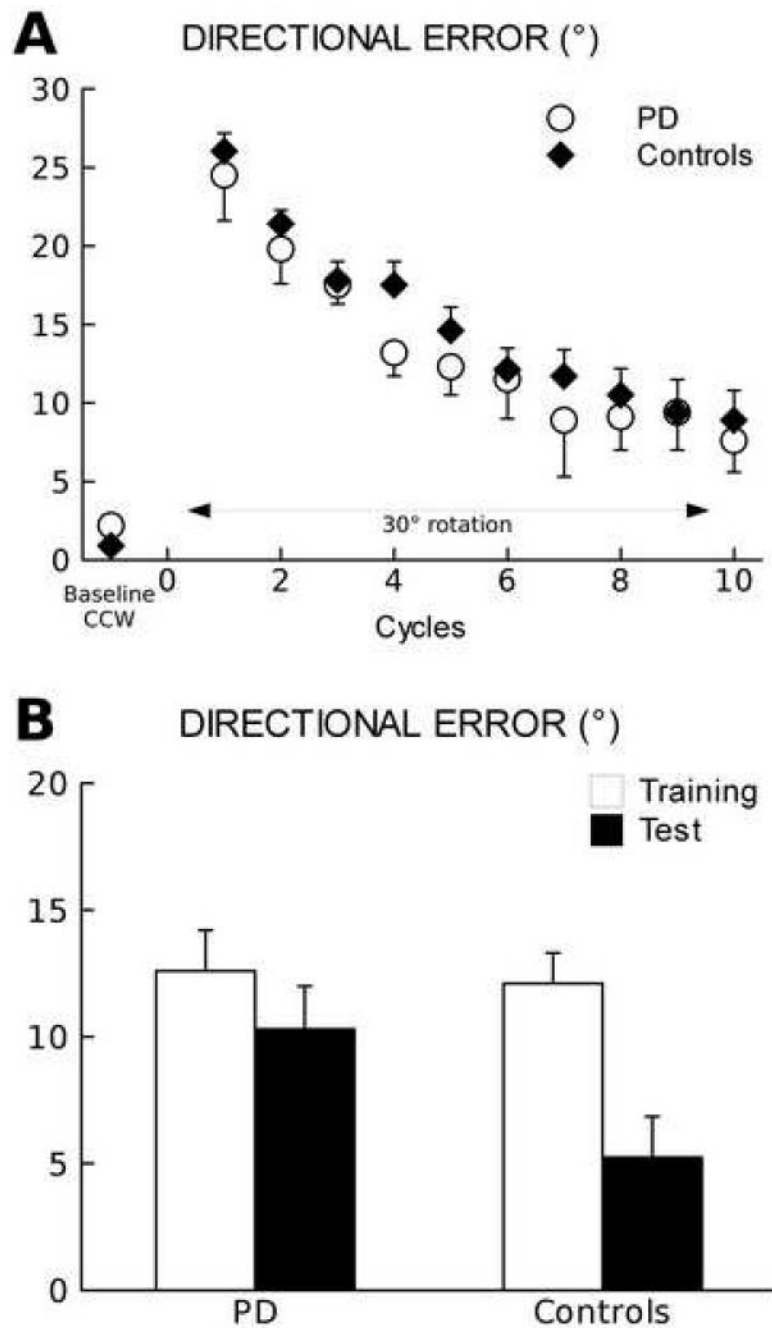 A DIRECTIONAL ERROR (°)
30
PD
Controls
25
20
15
10
5
30° rotation
0
Baseline 0 2 4 6 8 10
CCW
Cycles
B DIRECTIONAL ERROR (°)
20
Training
Test
15
10
5
0
PD Controls